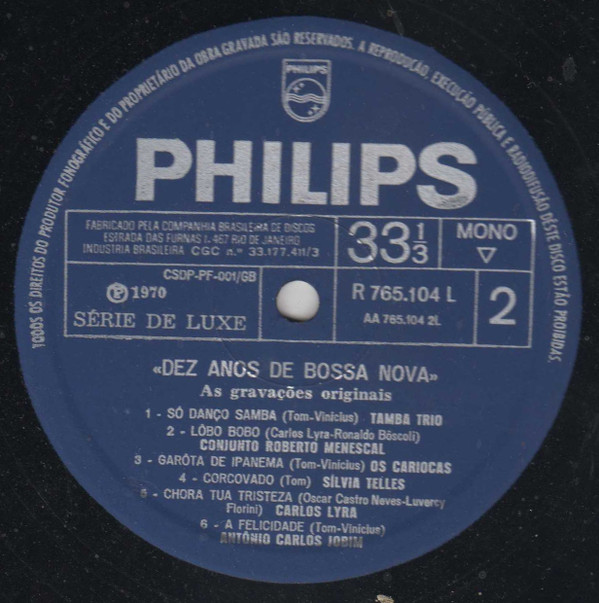 TODOS OS DIREITOS DO PRODUTOR FONOGRÁFICO E DO PROPRIETÁRIO DA OBRA GRAVADA SÃO RESERVADOS. A REPRODUÇÃO, EXECUÇÃO PÚBLICA E RADIODIFUSÃO DÊSTE DISCO ESTÃO PROIBIDAS
PHILIPS
PHILIPS
FABRICADO PELA COMPANHIA BRASILEIRA DE DISCOS
ESTRADA DAS FURNAS 1.467 RIO DE JANEIRO
INDUSTRIA BRASILEIRA CGC n.º 33.177.411/3
33 1/3
MONO
▽
CSDP-PF-001/GB
Ⓟ 1970
SÉRIE DE LUXE
R 765.104 L
AA 765.104 2L
2
«DEZ ANOS DE BOSSA NOVA»
As gravações originais
1 - SÓ DANÇO SAMBA (Tom-Vinicius) TAMBA TRIO
2 - LÔBO BOBO (Carlos Lyra-Ronaldo Bôscoli)
CONJUNTO ROBERTO MENESCAL
3 - GARÔTA DE IPANEMA (Tom-Vinicius) OS CARIOCAS
4 - CORCOVADO (Tom) SÍLVIA TELLES
5 - CHORA TUA TRISTEZA (Oscar Castro Neves-Luvercy
Fiorini) CARLOS LYRA
6 - A FELICIDADE (Tom-Vinicius)
ANTÔNIO CARLOS JOBIM